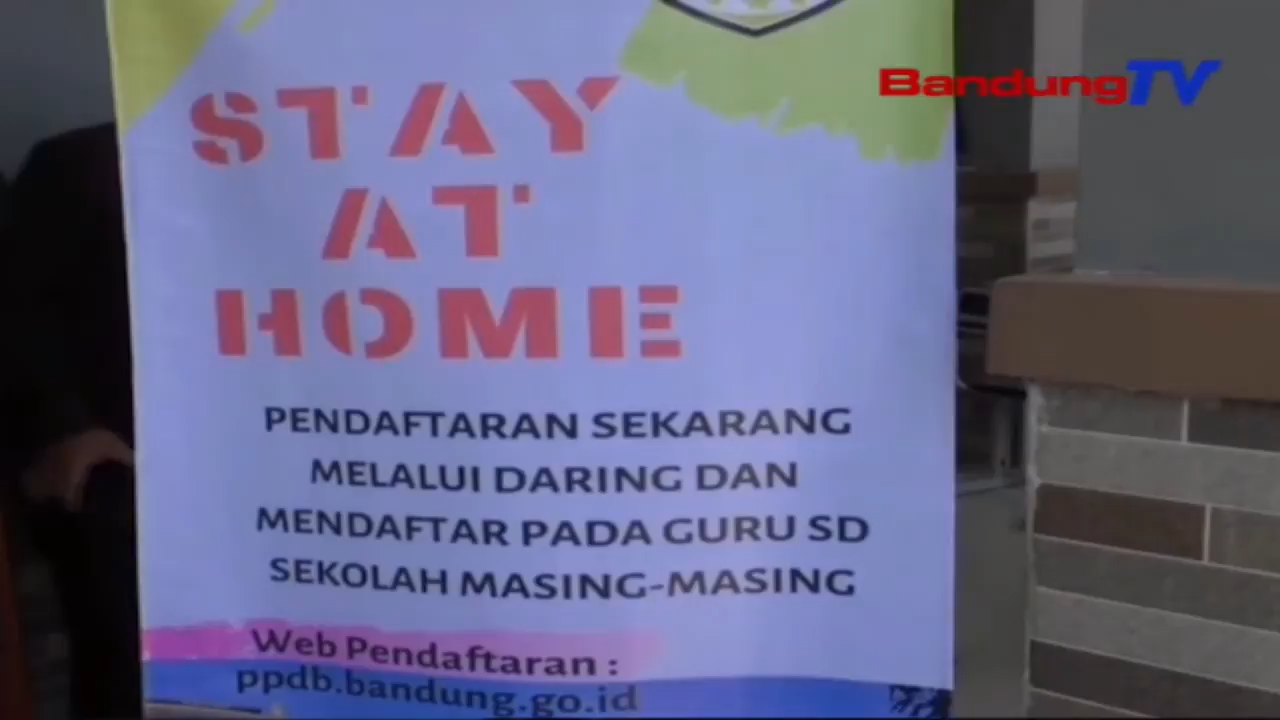 BandungTV
STAY
AT
HOME
PENDAFTARAN SEKARANG
MELALUI DARING DAN
MENDAFTAR PADA GURU SD
SEKOLAH MASING-MASING
Web Pendaftaran :
ppdb.bandung.go.id